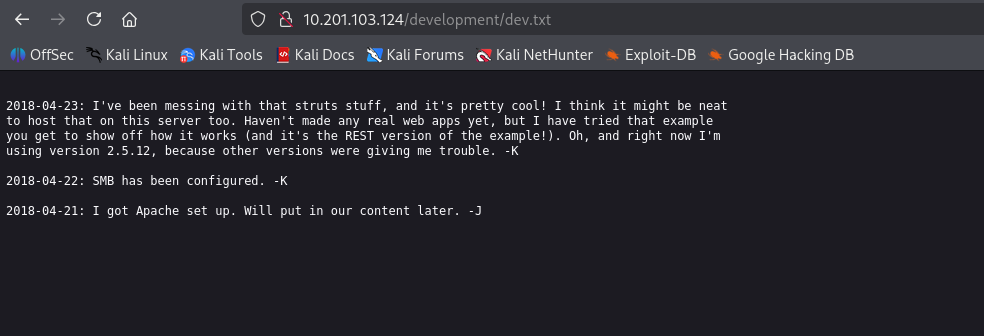 10.201.103.124/development/dev.txt
OffSec Kali Linux Kali Tools Kali Docs Kali Forums Kali NetHunter Exploit-DB Google Hacking DB
2018-04-23: I've been messing with that struts stuff, and it's pretty cool! I think it might be neat
to host that on this server too. Haven't made any real web apps yet, but I have tried that example
you get to show off how it works (and it's the REST version of the example!). Oh, and right now I'm
using version 2.5.12, because other versions were giving me trouble. -K
2018-04-22: SMB has been configured. -K
2018-04-21: I got Apache set up. Will put in our content later. -J